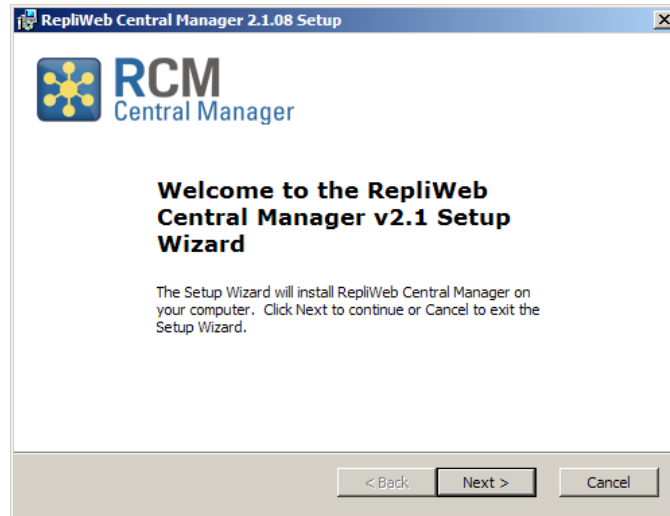 RepliWeb Central Manager 2.1.08 Setup
RCM
Central Manager
Welcome to the RepliWeb
Central Manager v2.1 Setup
Wizard
The Setup Wizard will install RepliWeb Central Manager on
your computer. Click Next to continue or Cancel to exit the
Setup Wizard.
< Back Next > Cancel